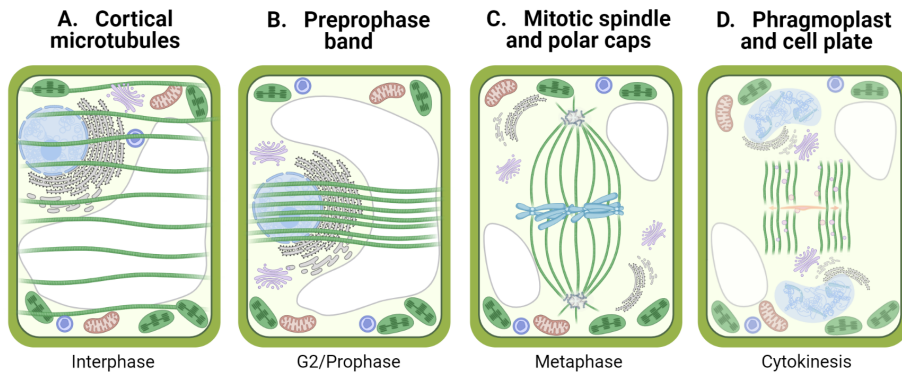 A. Cortical
microtubules
B. Preprophase
band
C. Mitotic spindle
and polar caps
D. Phragmoplast
and cell plate
Interphase
G2/Prophase
Metaphase
Cytokinesis